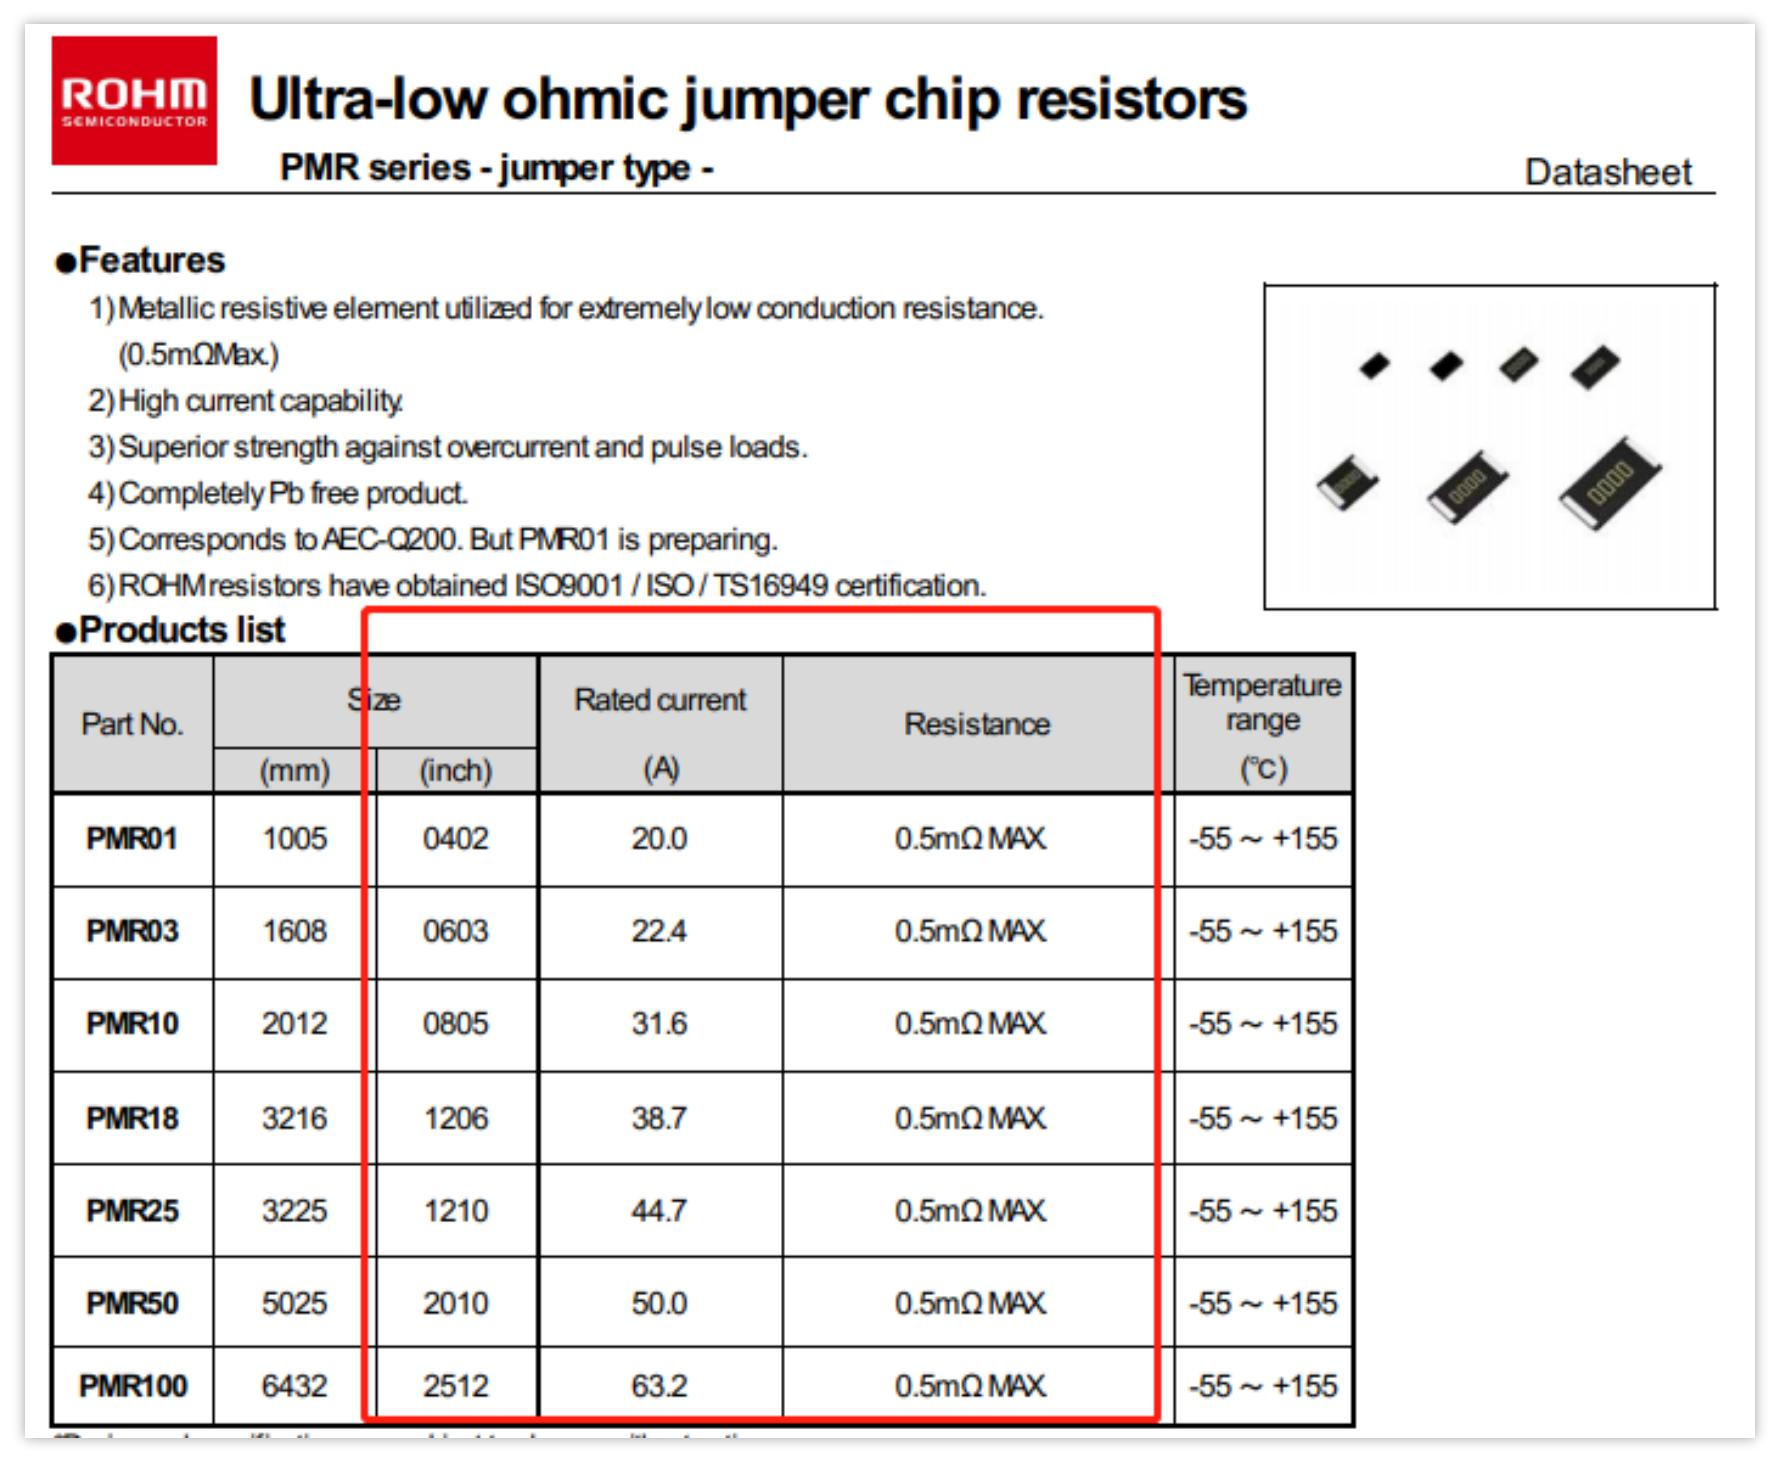 ROHM
SEMICONDUCTOR
Ultra-low ohmic jumper chip resistors
PMR series - jumper type -
Datasheet
●Features
1) Metallic resistive element utilized for extremely low conduction resistance.
(0.5mΩMax.)
2) High current capability.
3) Superior strength against overcurrent and pulse loads.
4) Completely Pb free product.
5) Corresponds to AEC-Q200. But PMR01 is preparing.
6) ROHM resistors have obtained ISO9001 / ISO / TS16949 certification.
0000
0000
0000
●Products list
Part No. Size Rated current Resistance Temperature range
(mm) (inch) (A) (℃)
PMR01 1005 0402 20.0 0.5mΩ MAX. -55 ~ +155
PMR03 1608 0603 22.4 0.5mΩ MAX. -55 ~ +155
PMR10 2012 0805 31.6 0.5mΩ MAX. -55 ~ +155
PMR18 3216 1206 38.7 0.5mΩ MAX. -55 ~ +155
PMR25 3225 1210 44.7 0.5mΩ MAX. -55 ~ +155
PMR50 5025 2010 50.0 0.5mΩ MAX. -55 ~ +155
PMR100 6432 2512 63.2 0.5mΩ MAX. -55 ~ +155